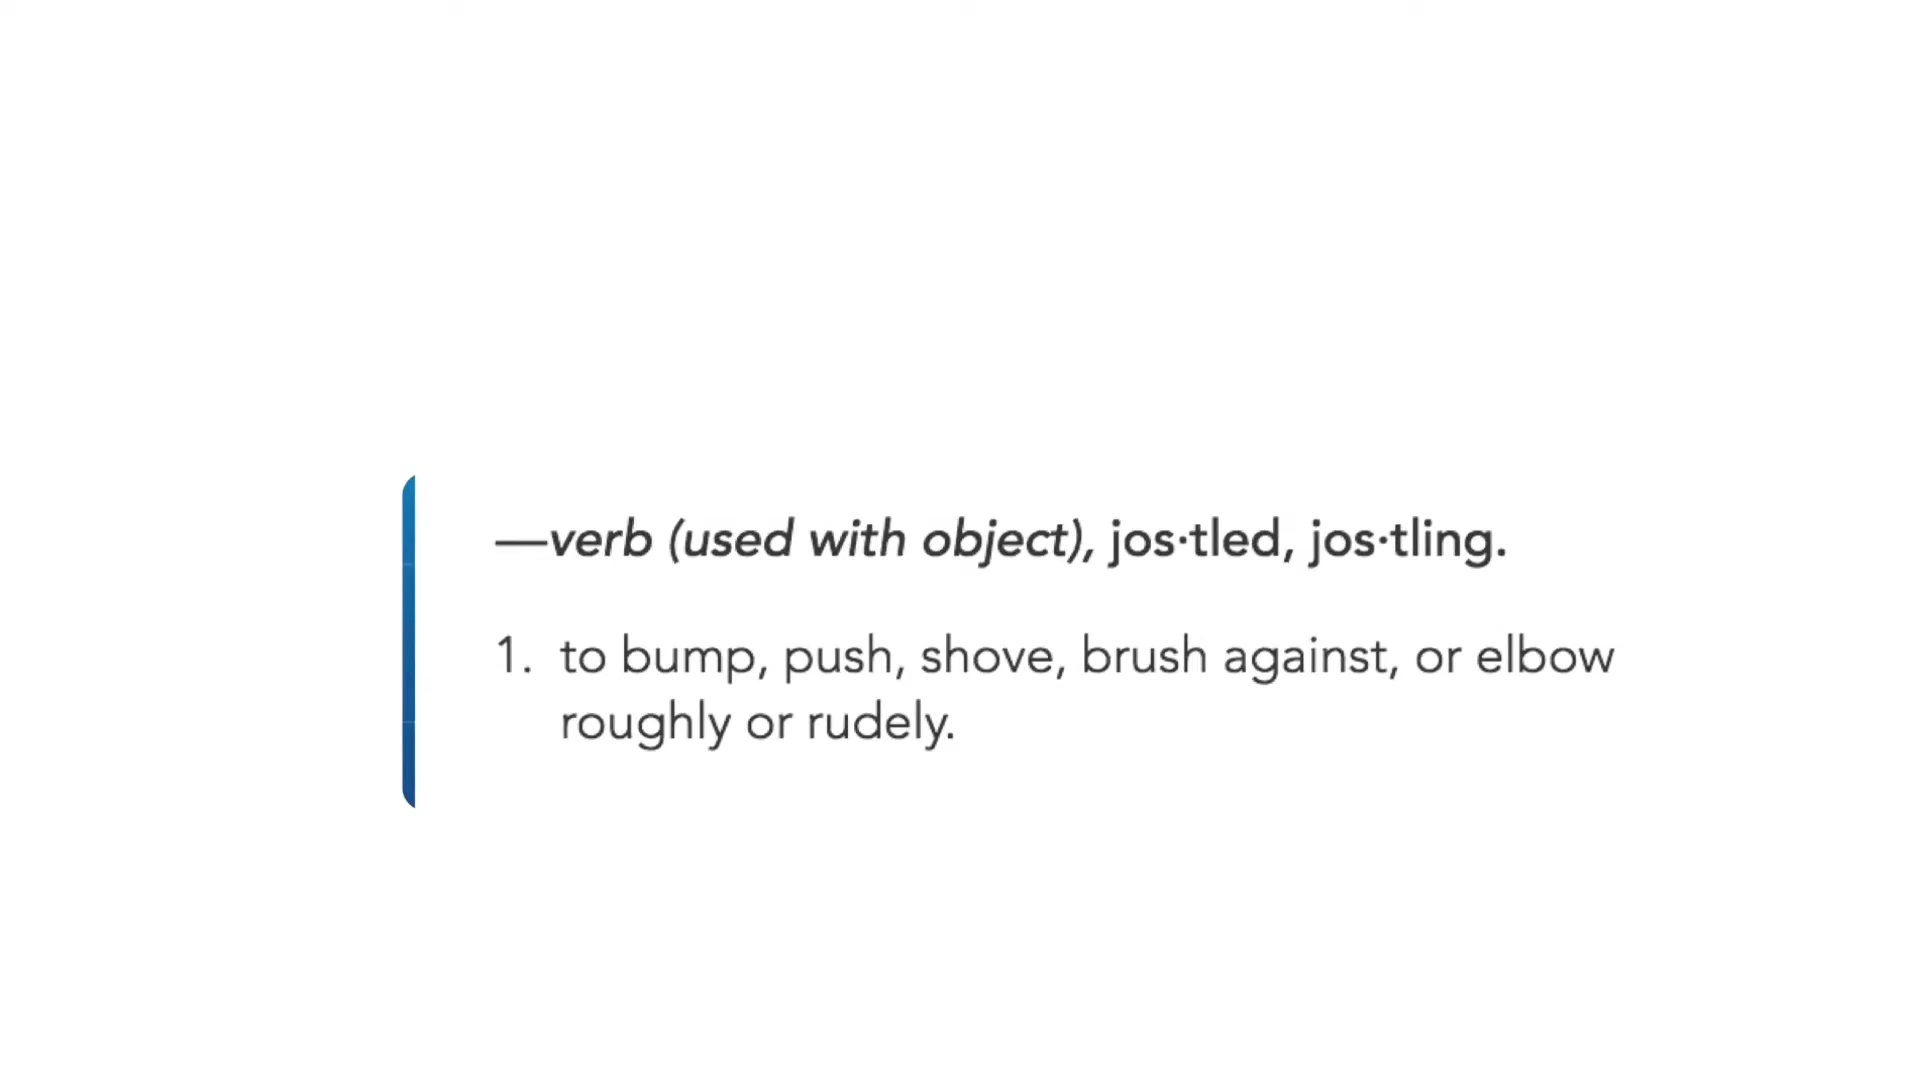 —verb (used with object), jos·tled, jos·tling.
1. to bump, push, shove, brush against, or elbow
roughly or rudely.